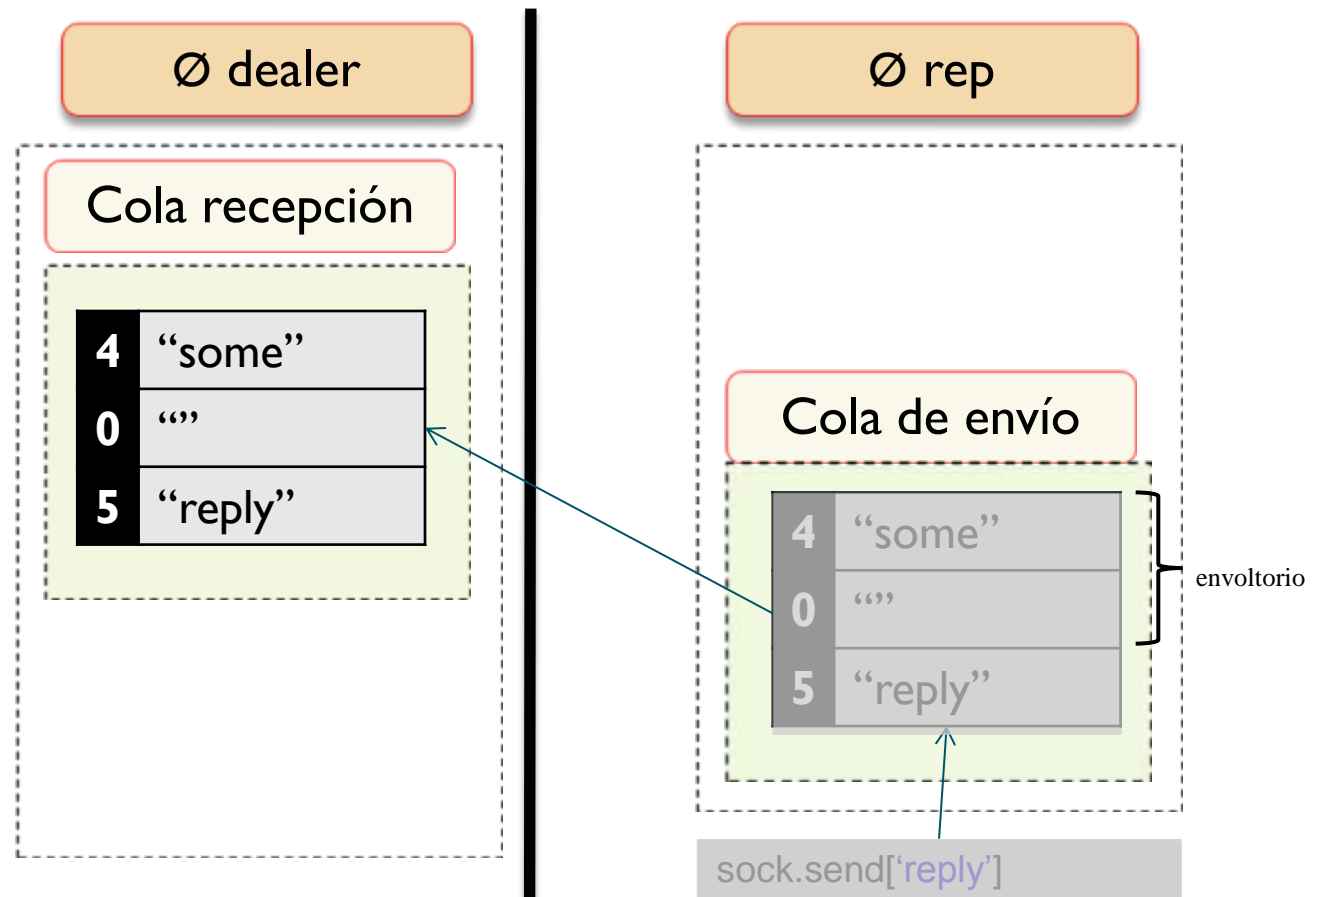 Ø dealer
Ø rep
Cola recepción
4 “some”
0 “”
5 “reply”
Cola de envío
4 “some”
0 “”
5 “reply”
envoltorio
sock.send[‘reply’]